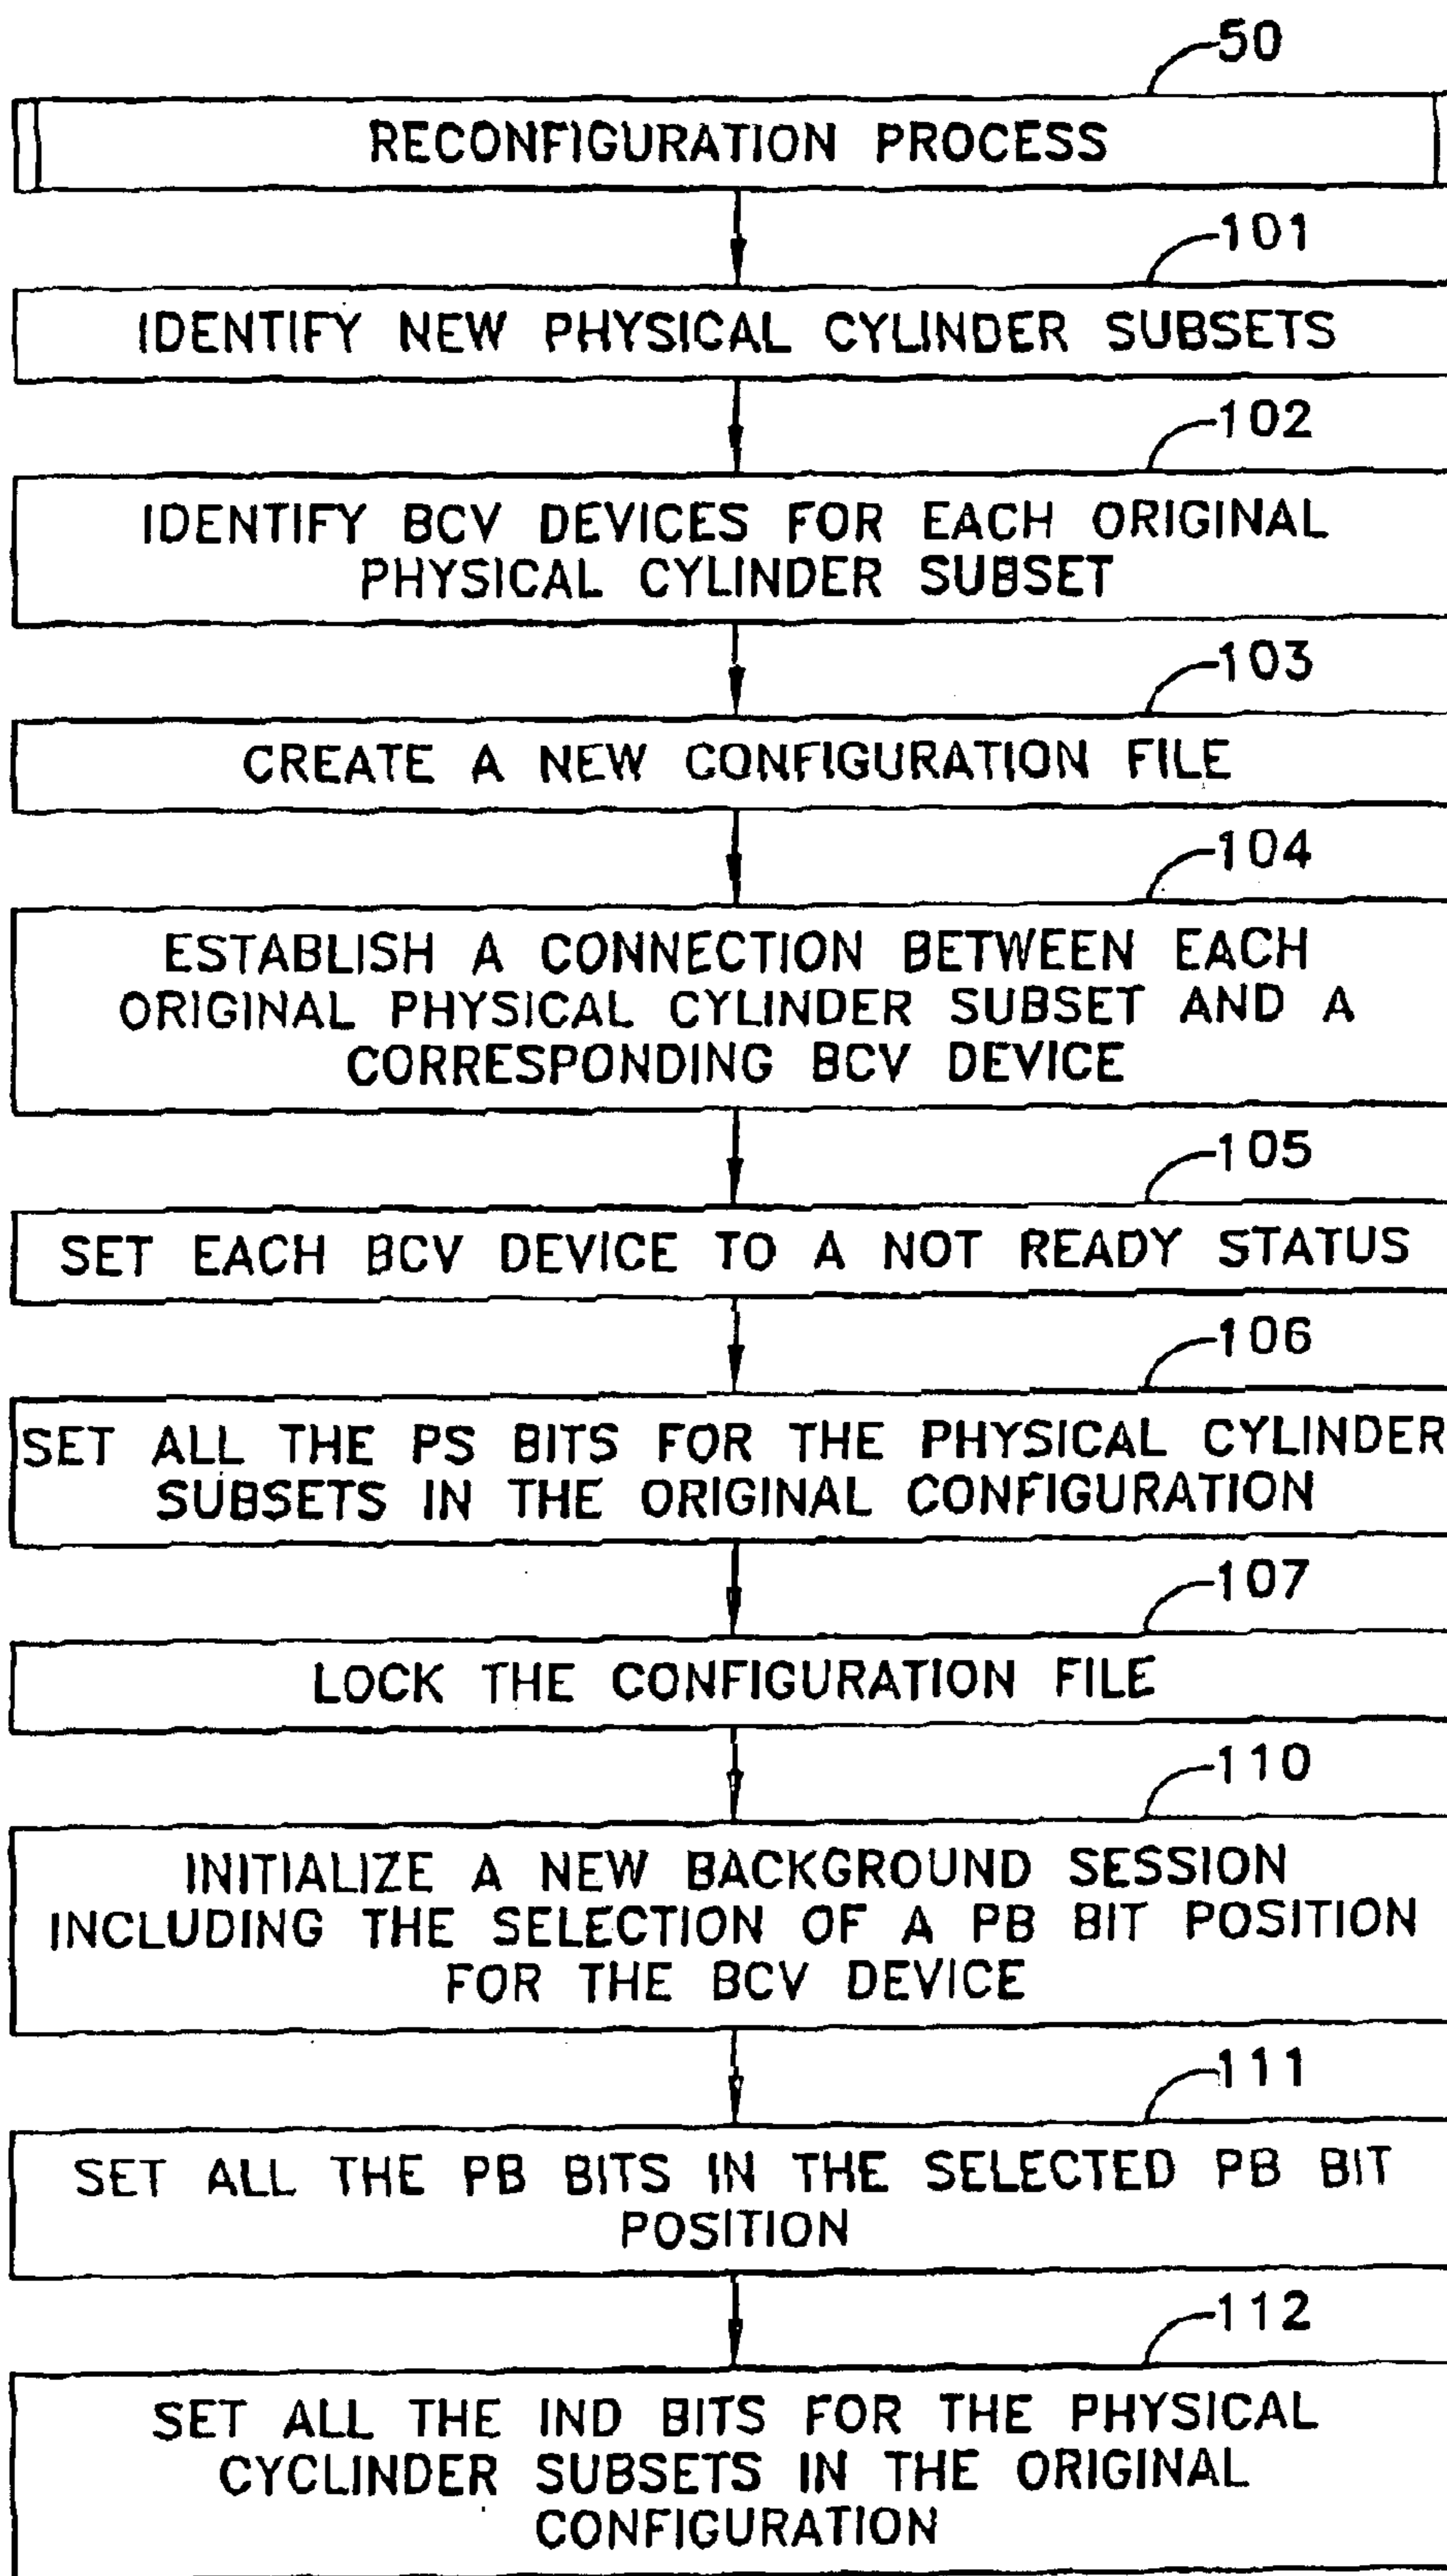 50
RECONFIGURATION PROCESS
101
IDENTIFY NEW PHYSICAL CYLINDER SUBSETS
102
IDENTIFY BCV DEVICES FOR EACH ORIGINAL
PHYSICAL CYLINDER SUBSET
103
CREATE A NEW CONFIGURATION FILE
104
ESTABLISH A CONNECTION BETWEEN EACH
ORIGINAL PHYSICAL CYLINDER SUBSET AND A
CORRESPONDING BCV DEVICE
105
SET EACH BCV DEVICE TO A NOT READY STATUS
106
SET ALL THE PS BITS FOR THE PHYSICAL CYLINDER
SUBSETS IN THE ORIGINAL CONFIGURATION
107
LOCK THE CONFIGURATION FILE
110
INITIALIZE A NEW BACKGROUND SESSION
INCLUDING THE SELECTION OF A PB BIT POSITION
FOR THE BCV DEVICE
111
SET ALL THE PB BITS IN THE SELECTED PB BIT
POSITION
112
SET ALL THE IND BITS FOR THE PHYSICAL
CYCLINDER SUBSETS IN THE ORIGINAL
CONFIGURATION